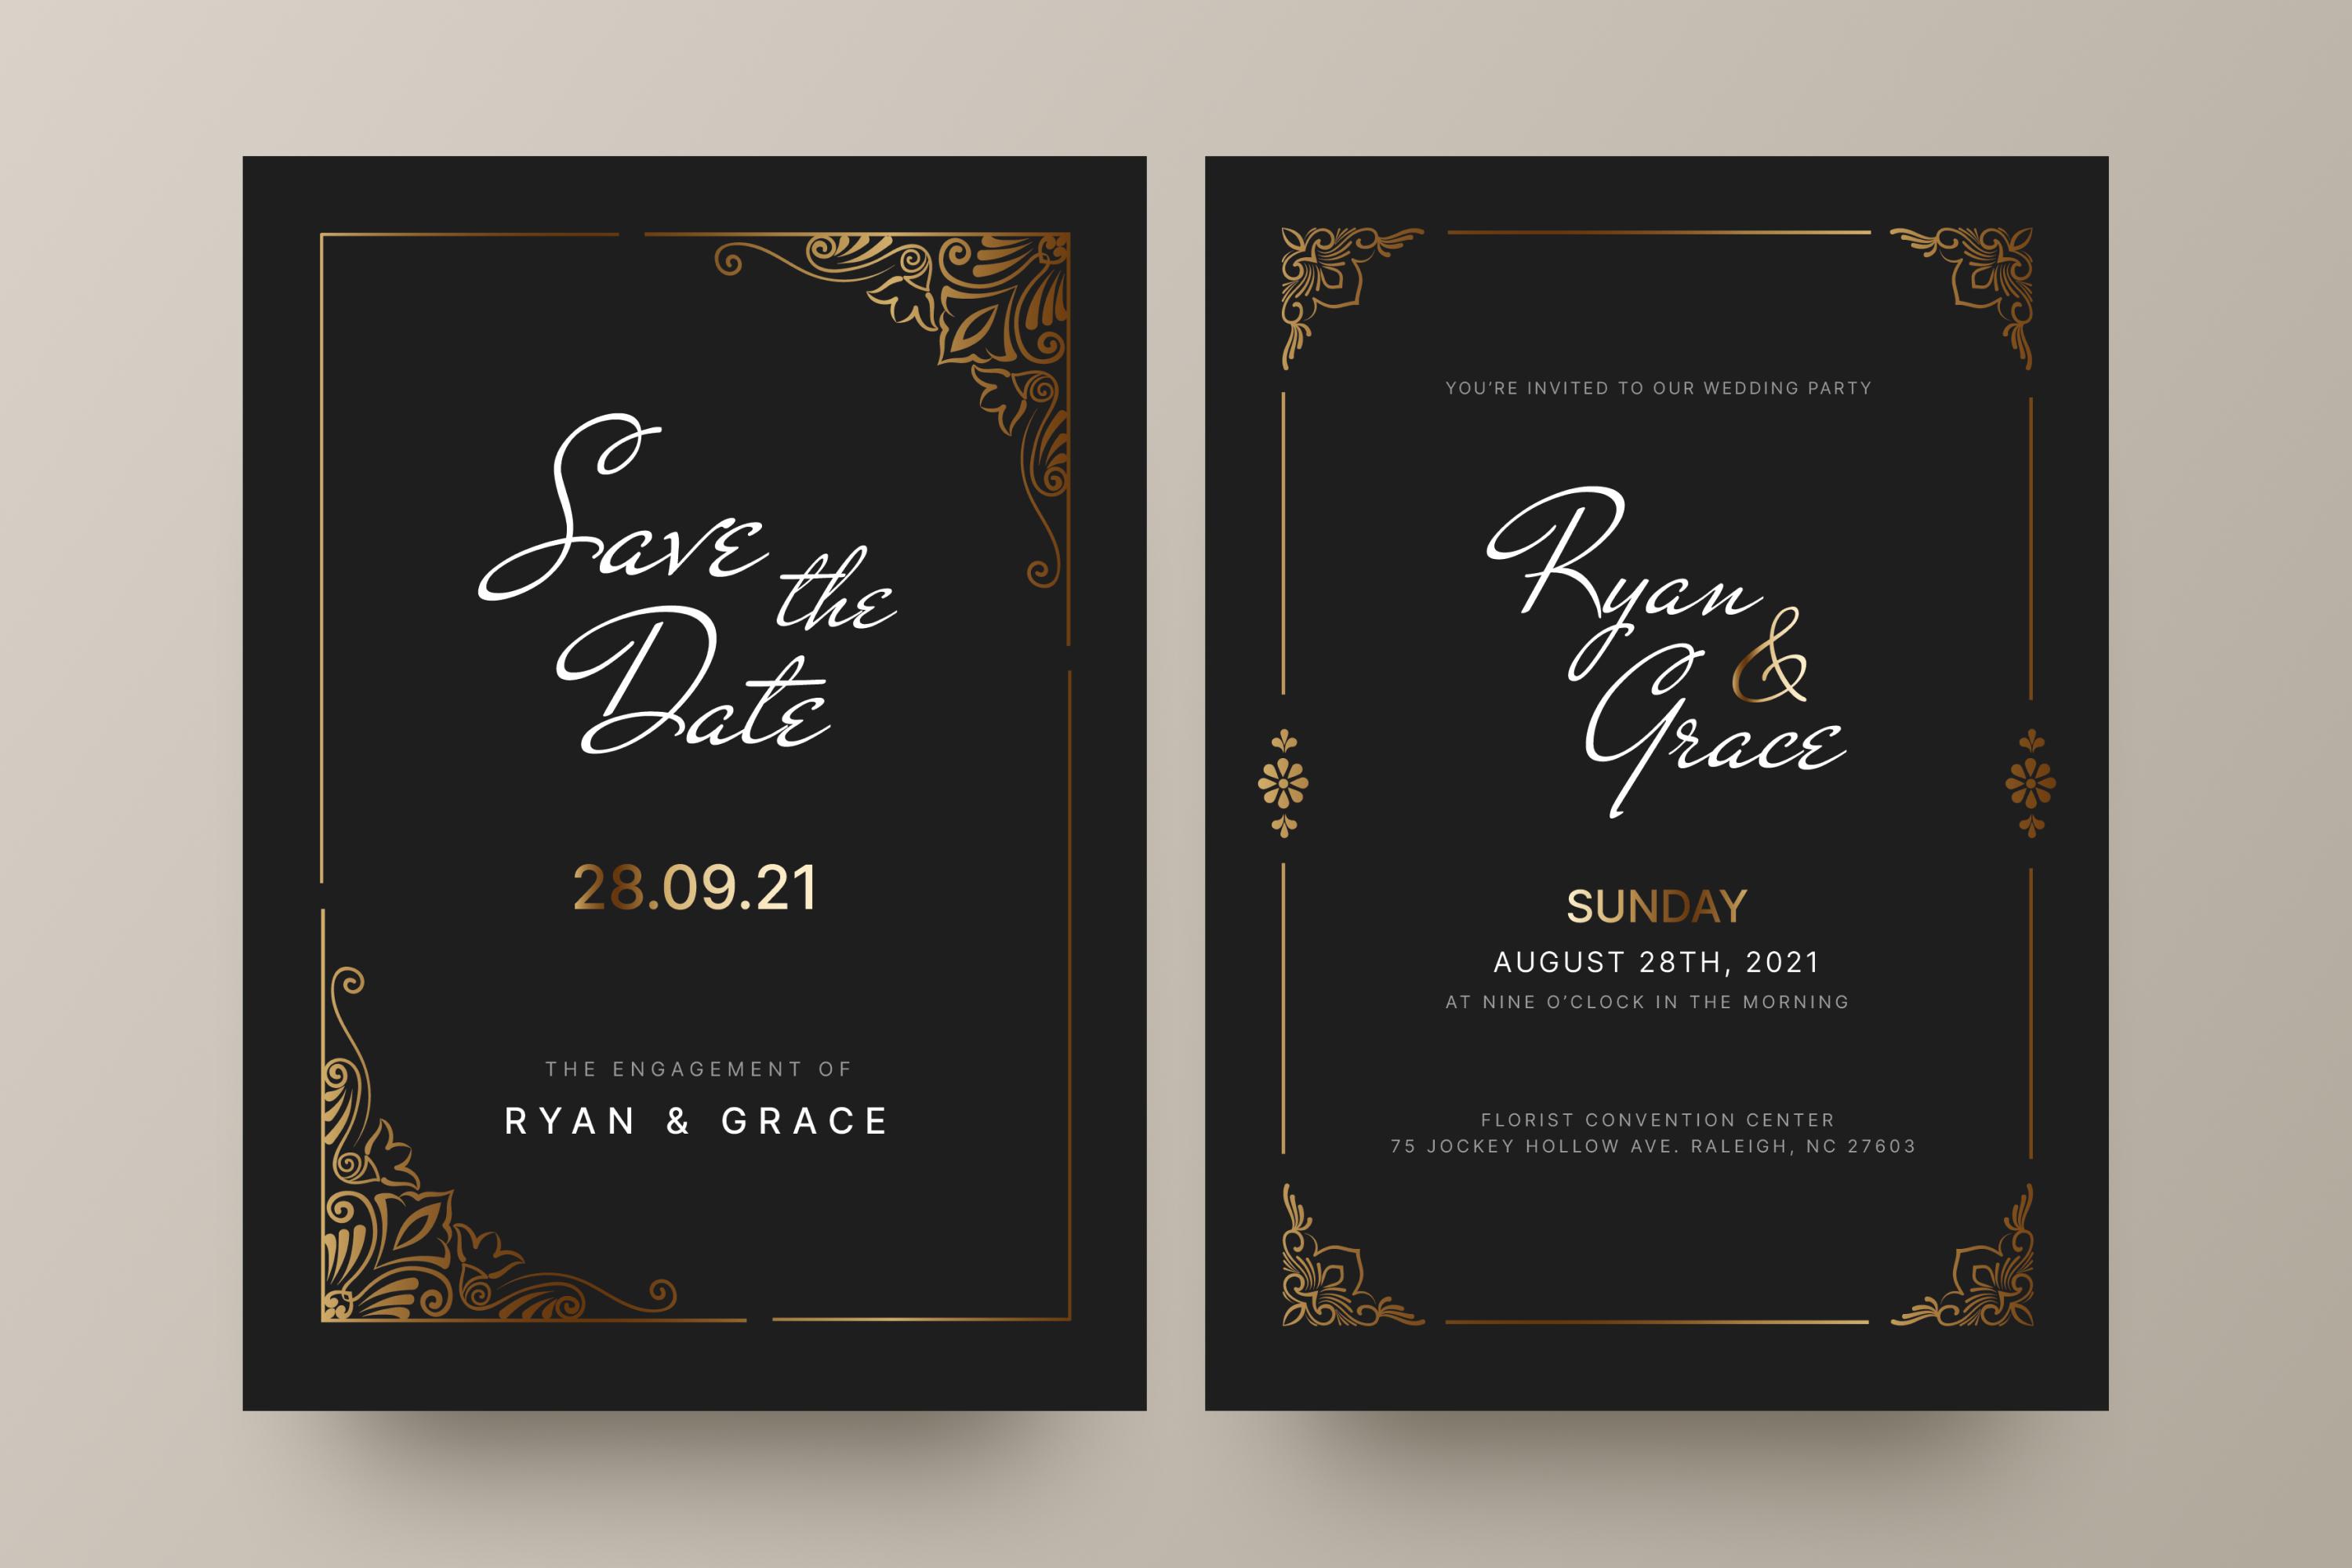 Save
the
Date
28.09.21
THE ENGAGEMENT OF
RYAN & GRACE
YOU’RE INVITED TO OUR WEDDING PARTY
Ryan
&
Grace
SUNDAY
AUGUST 28TH, 2021
AT NINE O’CLOCK IN THE MORNING
FLORIST CONVENTION CENTER
75 JOCKEY HOLLOW AVE. RALEIGH, NC 27603